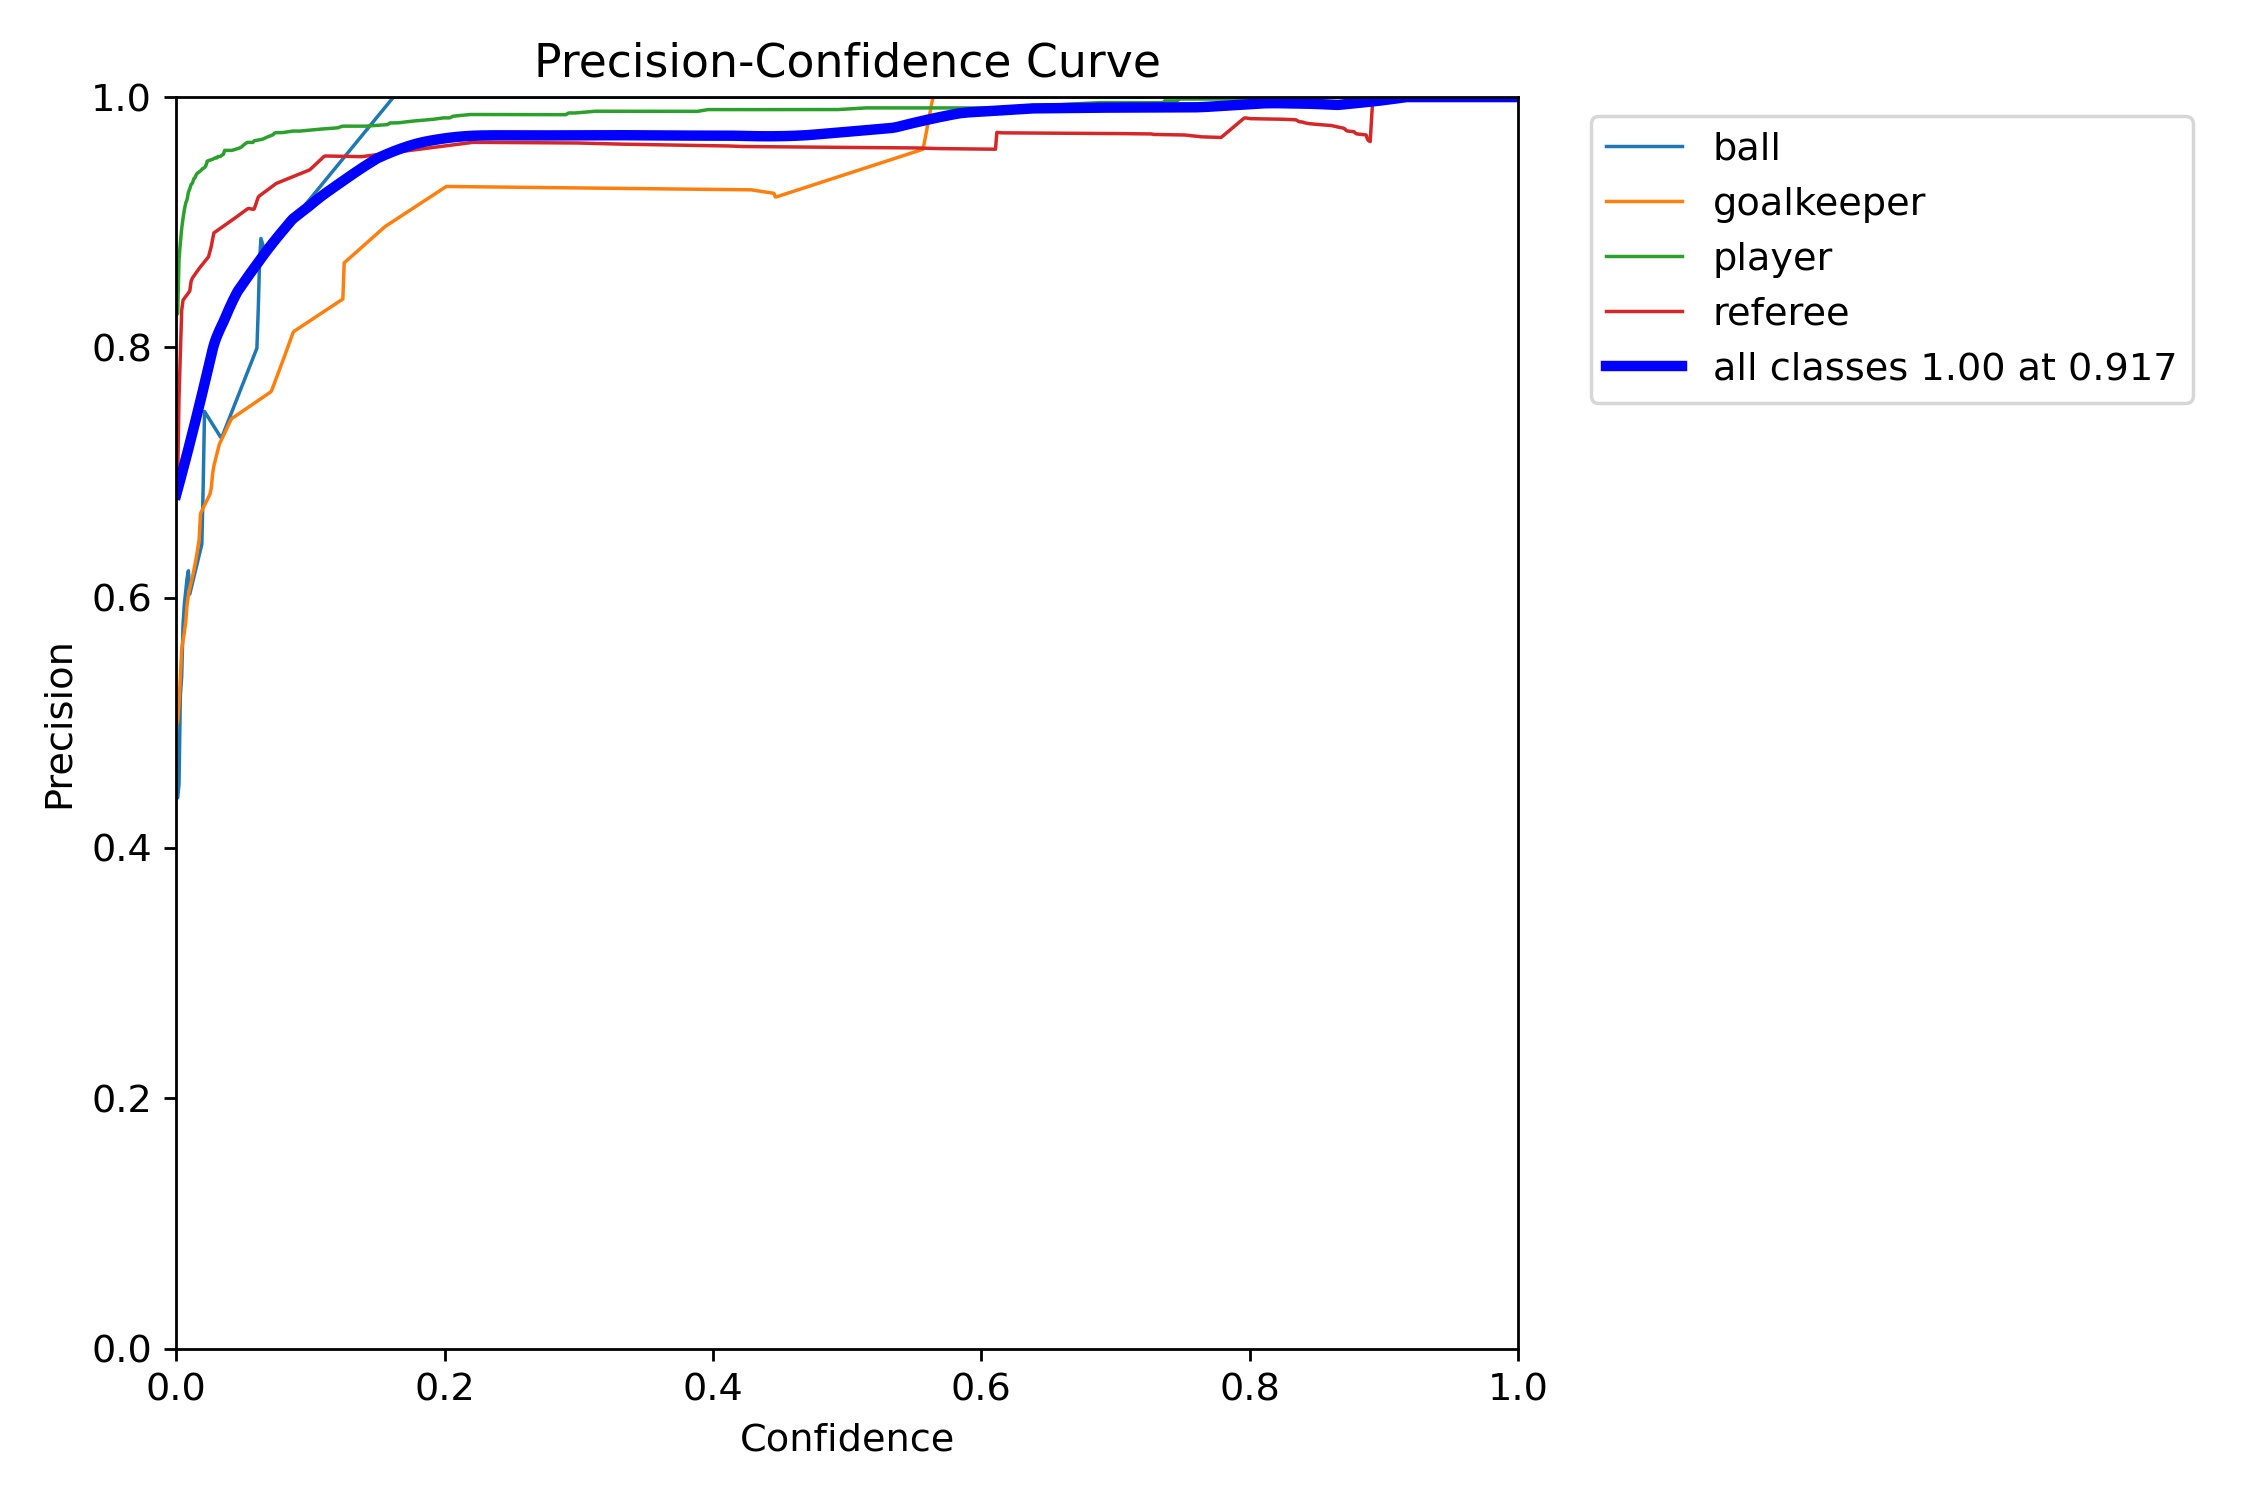 Precision-Confidence Curve
1.0
0.8
0.6
0.4
0.2
0.0
Precision
0.0 0.2 0.4 0.6 0.8 1.0
Confidence
ball
goalkeeper
player
referee
all classes 1.00 at 0.917